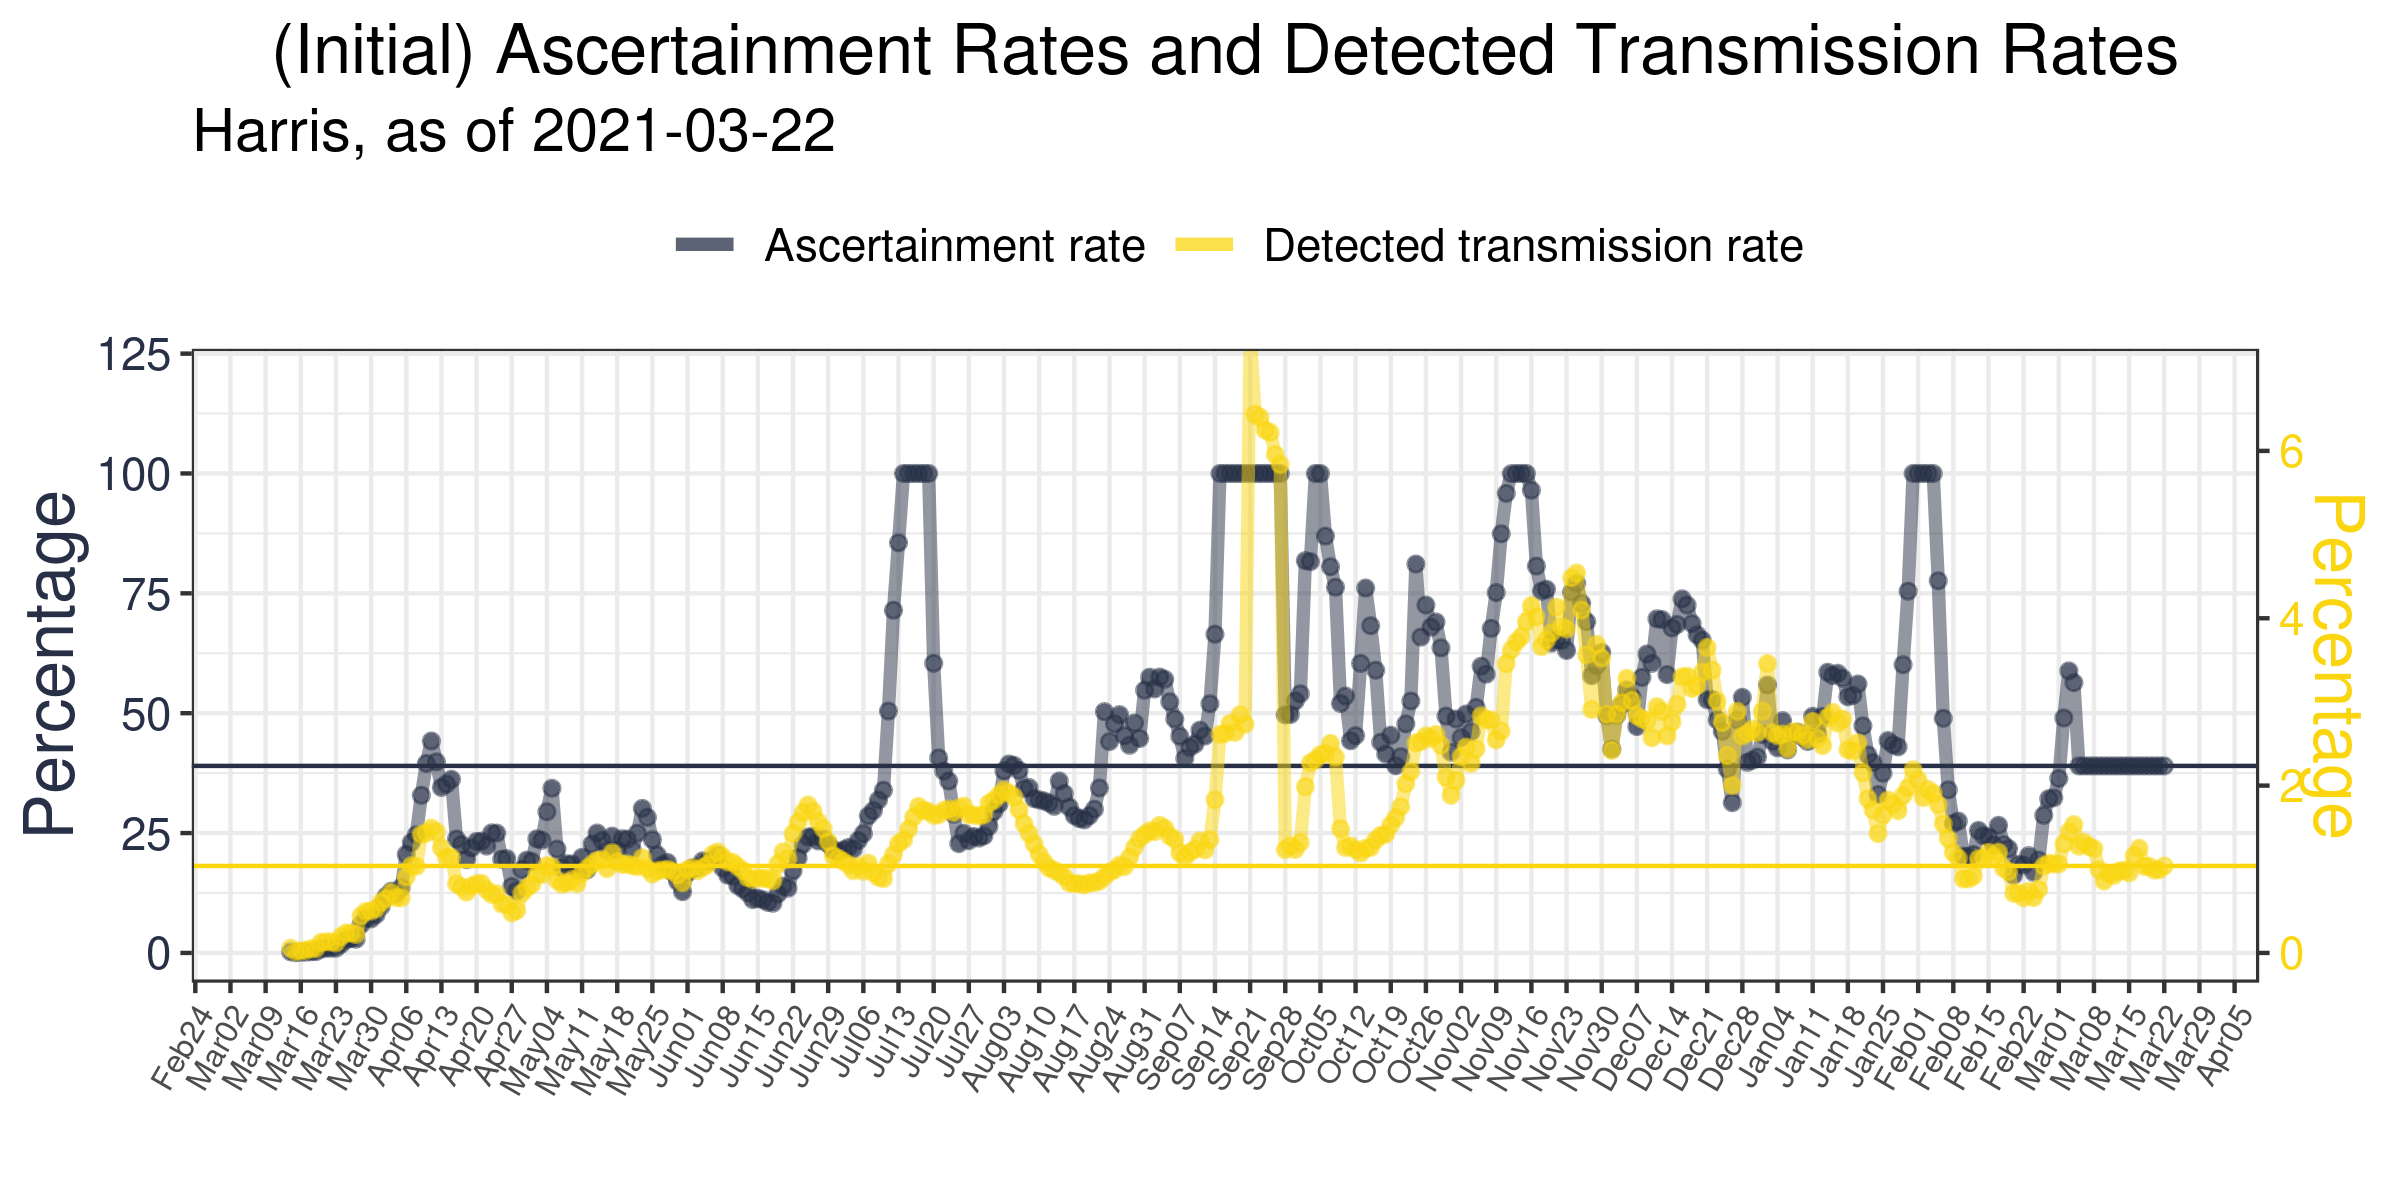 (Initial) Ascertainment Rates and Detected Transmission Rates
Harris, as of 2021-03-22
Ascertainment rate
Detected transmission rate
125
100
75
50
25
0
Percentage
6
4
2
0
Percentage
Feb24
Mar02
Mar09
Mar16
Mar23
Mar30
Apr06
Apr13
Apr20
Apr27
May04
May11
May18
May25
Jun01
Jun08
Jun15
Jun22
Jun29
Jul06
Jul13
Jul20
Jul27
Aug03
Aug10
Aug17
Aug24
Aug31
Sep07
Sep14
Sep21
Sep28
Oct05
Oct12
Oct19
Oct26
Nov02
Nov09
Nov16
Nov23
Nov30
Dec07
Dec14
Dec21
Dec28
Jan04
Jan11
Jan18
Jan25
Feb01
Feb08
Feb15
Feb22
Mar01
Mar08
Mar15
Mar22
Mar29
Apr05